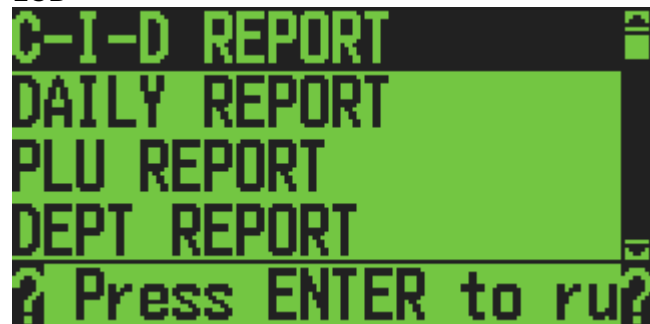 C-I-D REPORT
DAILY REPORT
PLU REPORT
DEPT REPORT
? Press ENTER to ru?